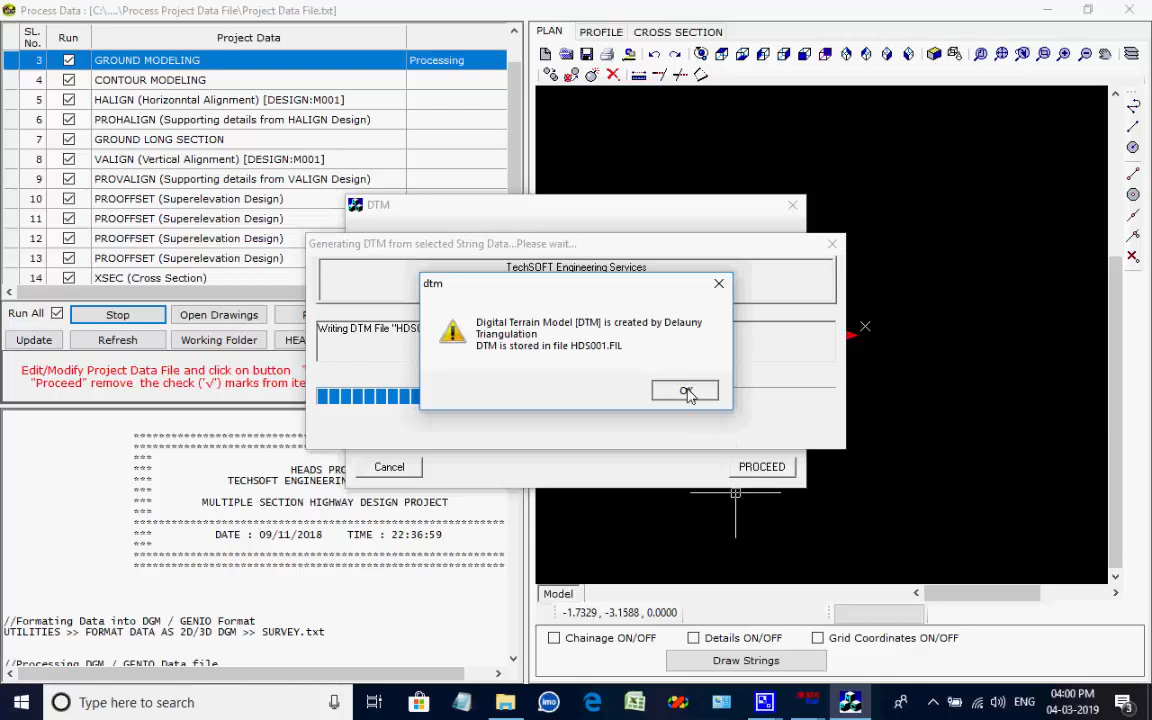 Process Data : [C:\....\Process Project Data File\Project Data File.txt]
SL. No. Run Project Data
3 GROUND MODELING Processing
4 CONTOUR MODELING
5 HALIGN (Horizonntal Alignment) [DESIGN:M001]
6 PROHALIGN (Supporting details from HALIGN Design)
7 GROUND LONG SECTION
8 VALIGN (Vertical Alignment) [DESIGN:M001]
9 PROVALIGN (Supporting details from VALIGN Design)
10 PROOFFSET (Superelevation Design)
11 PROOFFSET (Superelevation Design)
12 PROOFFSET (Superelevation Design)
13 PROOFFSET (Superelevation Design)
14 XSEC (Cross Section)
Run All Stop Open Drawings
Update Refresh Working Folder HEA
Edit/Modify Project Data File and click on button "
"Proceed" remove the check ('√') marks from ite
***
HEADS PRO
TECHSOFT ENGINEERIN
MULTIPLE SECTION HIGHWAY DESIGN PROJECT
DATE : 09/11/2018 TIME : 22:36:59
//Formating Data into DGM / GENIO Format
UTILITIES >> FORMAT DATA AS 2D/3D DGM >> SURVEY.txt
//Processing DGM / GENIO Data file
DTM
Generating DTM from selected String Data...Please wait...
TechSOFT Engineering Services
Writing DTM File "HDS0
dtm
Digital Terrain Model [DTM] is created by Delauny
Triangulation
DTM is stored in file HDS001.FIL
OK
Cancel PROCEED
PLAN PROFILE CROSS SECTION
Model
-1.7329, -3.1588, 0.0000
Chainage ON/OFF Details ON/OFF Grid Coordinates ON/OFF
Draw Strings
Type here to search
imo
ENG
04:00 PM
04-03-2019
3